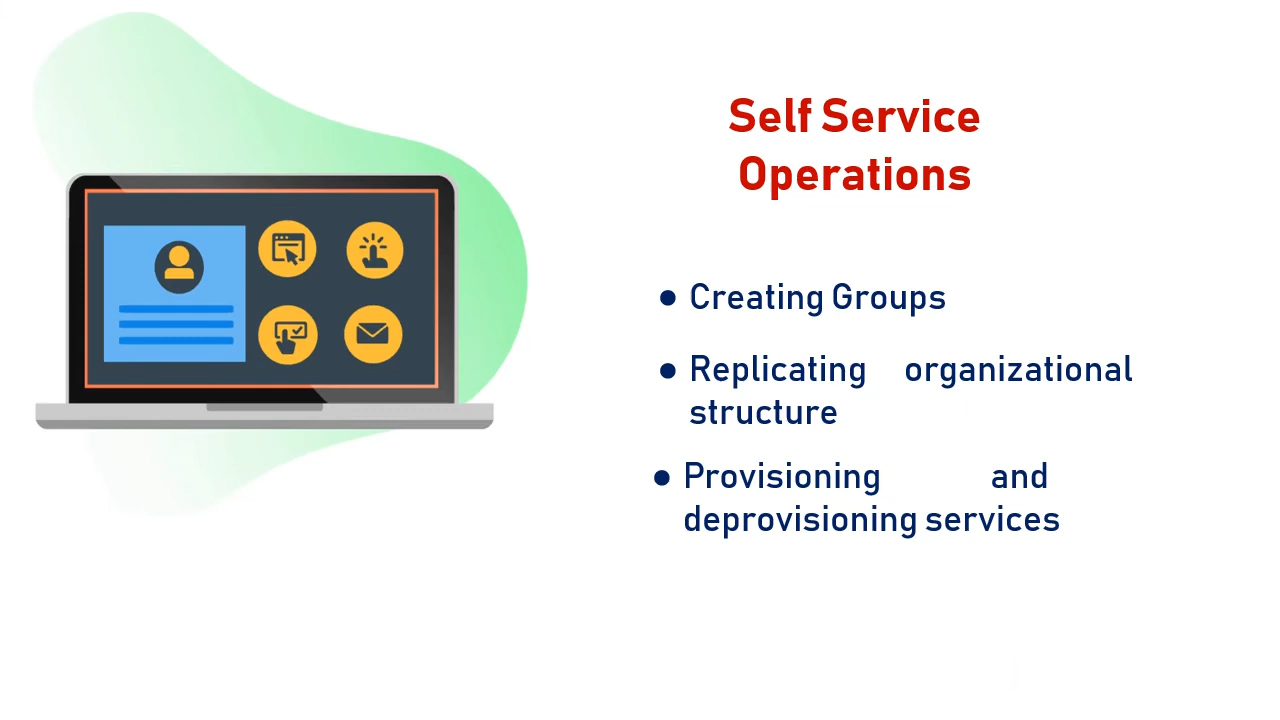 Self Service
Operations
● Creating Groups
● Replicating organizational
structure
● Provisioning and
deprovisioning services